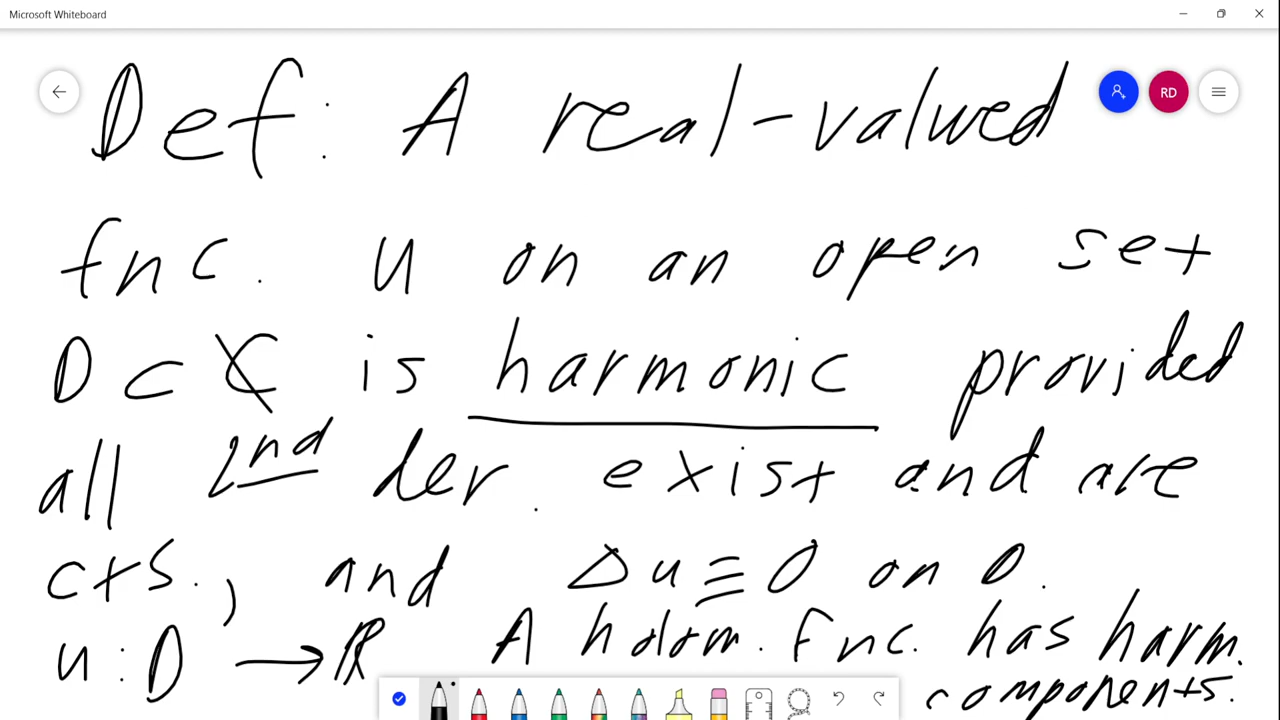 Microsoft Whiteboard
RD
Def: A real-valued
fnc. u on an open set
D ⊂ ℂ is harmonic provided
all 2nd der. exist and are
cts., and Δu ≡ 0 on D.
u : D → ℝ A holom. fnc. has harm.
components.